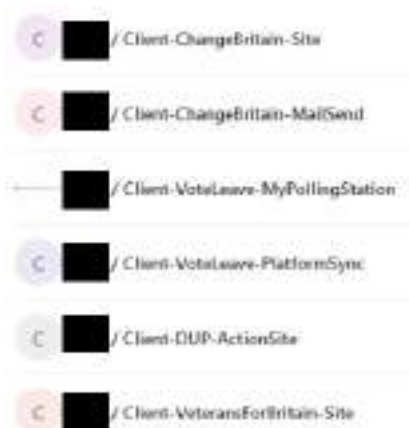 C / Client-ChangeBritain-Site
C / Client-ChangeBritain-MailSend
/ Client-VoteLeave-MyPollingStation
C / Client-VoteLeave-PlatformSync
C / Client-DUP-ActionSite
C / Client-VeteransForBritain-Site